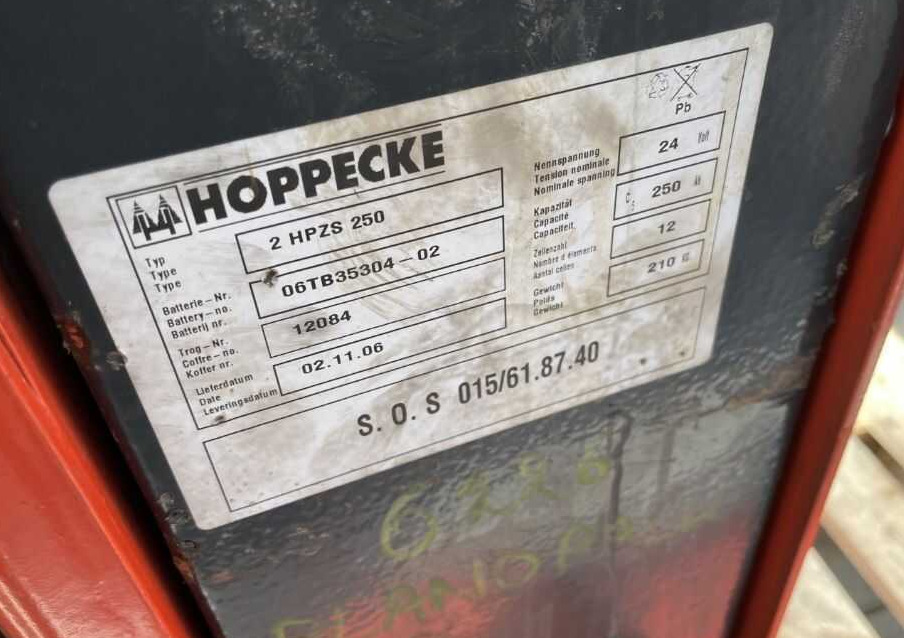 Pb
HOPPECKE
Typ
Type
Type
2 HPZS 250
Batterie-Nr.
Battery-no.
Batterij nr.
06TB35304-02
Trog-Nr.
Coffre-no.
Koffer nr.
12084
Lieferdatum
Date
Leveringsdatum
02.11.06
Nennspannung
Tension nominale
Nominale spanning
24 Volt
Kapazität
Capacité
Capaciteit
C5 250
Zellenzahl
Nombre d éléments
Aantal cellen
12
Gewicht
Poids
Gewicht
210
S.O.S 015/61.87.40